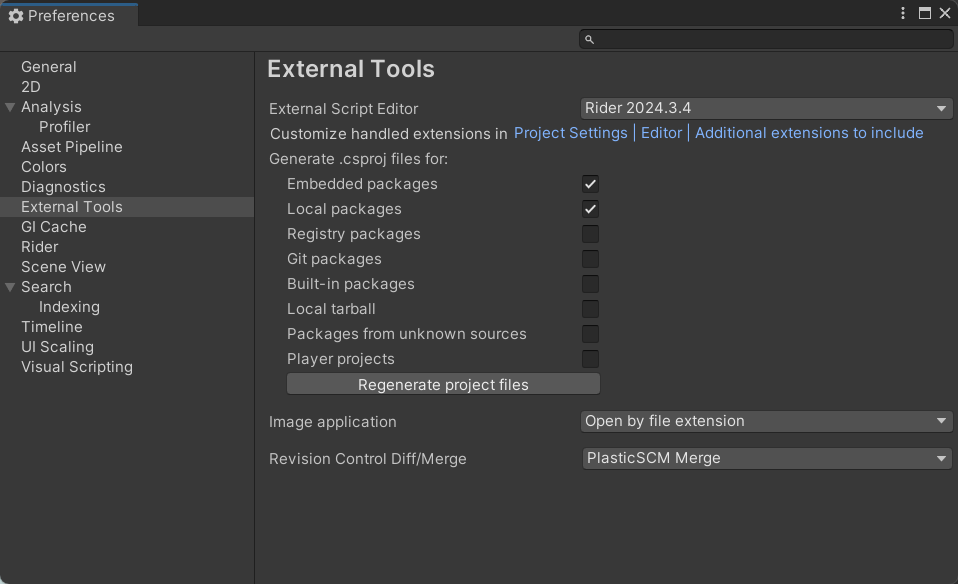 Preferences
General
2D
Analysis
Profiler
Asset Pipeline
Colors
Diagnostics
External Tools
GI Cache
Rider
Scene View
Search
Indexing
Timeline
UI Scaling
Visual Scripting
External Tools
External Script Editor Rider 2024.3.4
Customize handled extensions in Project Settings | Editor | Additional extensions to include
Generate .csproj files for:
Embedded packages
Local packages
Registry packages
Git packages
Built-in packages
Local tarball
Packages from unknown sources
Player projects
Regenerate project files
Image application Open by file extension
Revision Control Diff/Merge PlasticSCM Merge